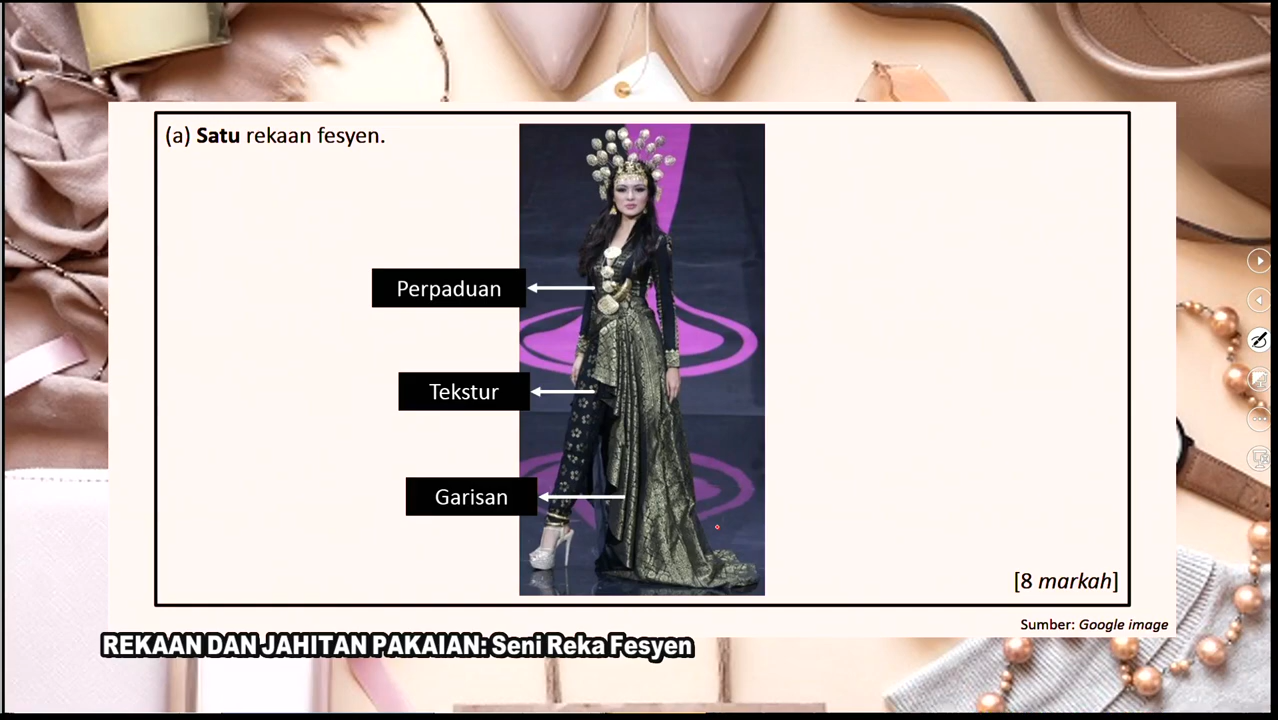 (a) Satu rekaan fesyen.
Perpaduan
Tekstur
Garisan
[8 markah]
Sumber: Google image
REKAAN DAN JAHITAN PAKAIAN: Seni Reka Fesyen